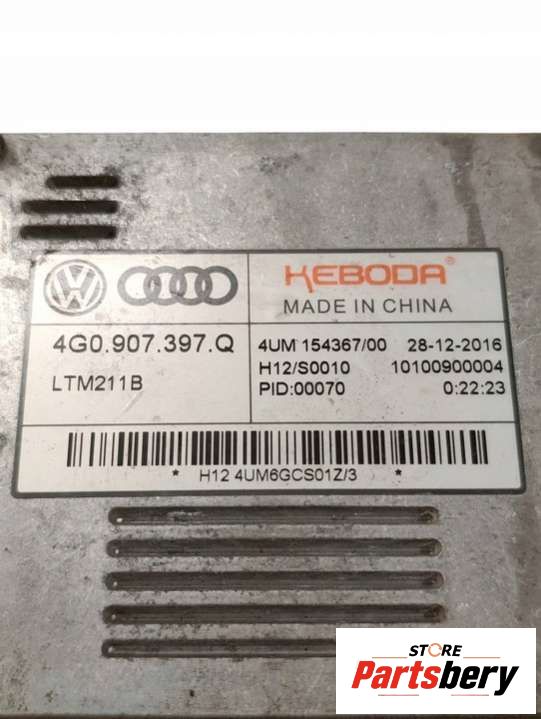 KEBODA®
MADE IN CHINA
4G0.907.397.Q
LTM211B
4UM 154367/00 28-12-2016
H12/S0010 10100900004
PID:00070 0:22:23
* H12 4UM6GCS01Z/3 *
STORE
Partsbery